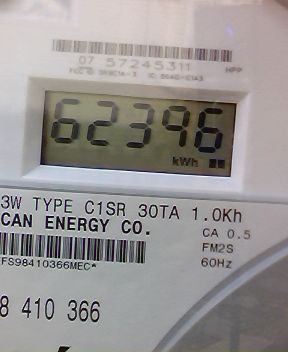 07 57245311
HPP
62396
kWh
3W TYPE C1SR 30TA 1.0Kh
CAN ENERGY CO.
CA 0.5
FM2S
*FS98410366MEC*
60Hz
8 410 366